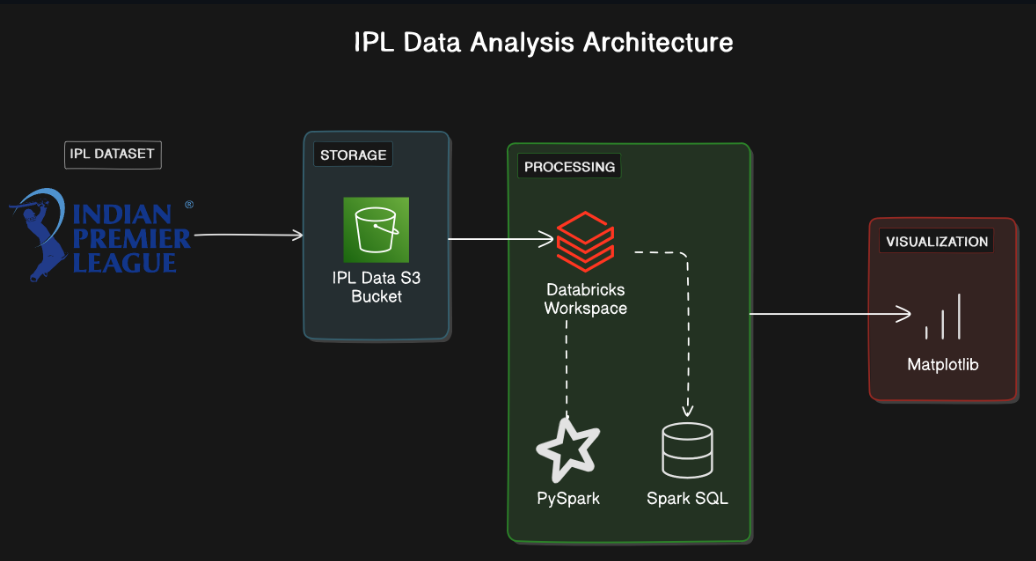 IPL Data Analysis Architecture
IPL DATASET
INDIAN ®
PREMIER
LEAGUE
STORAGE
IPL Data S3
Bucket
PROCESSING
Databricks
Workspace
PySpark
Spark SQL
VISUALIZATION
Matplotlib